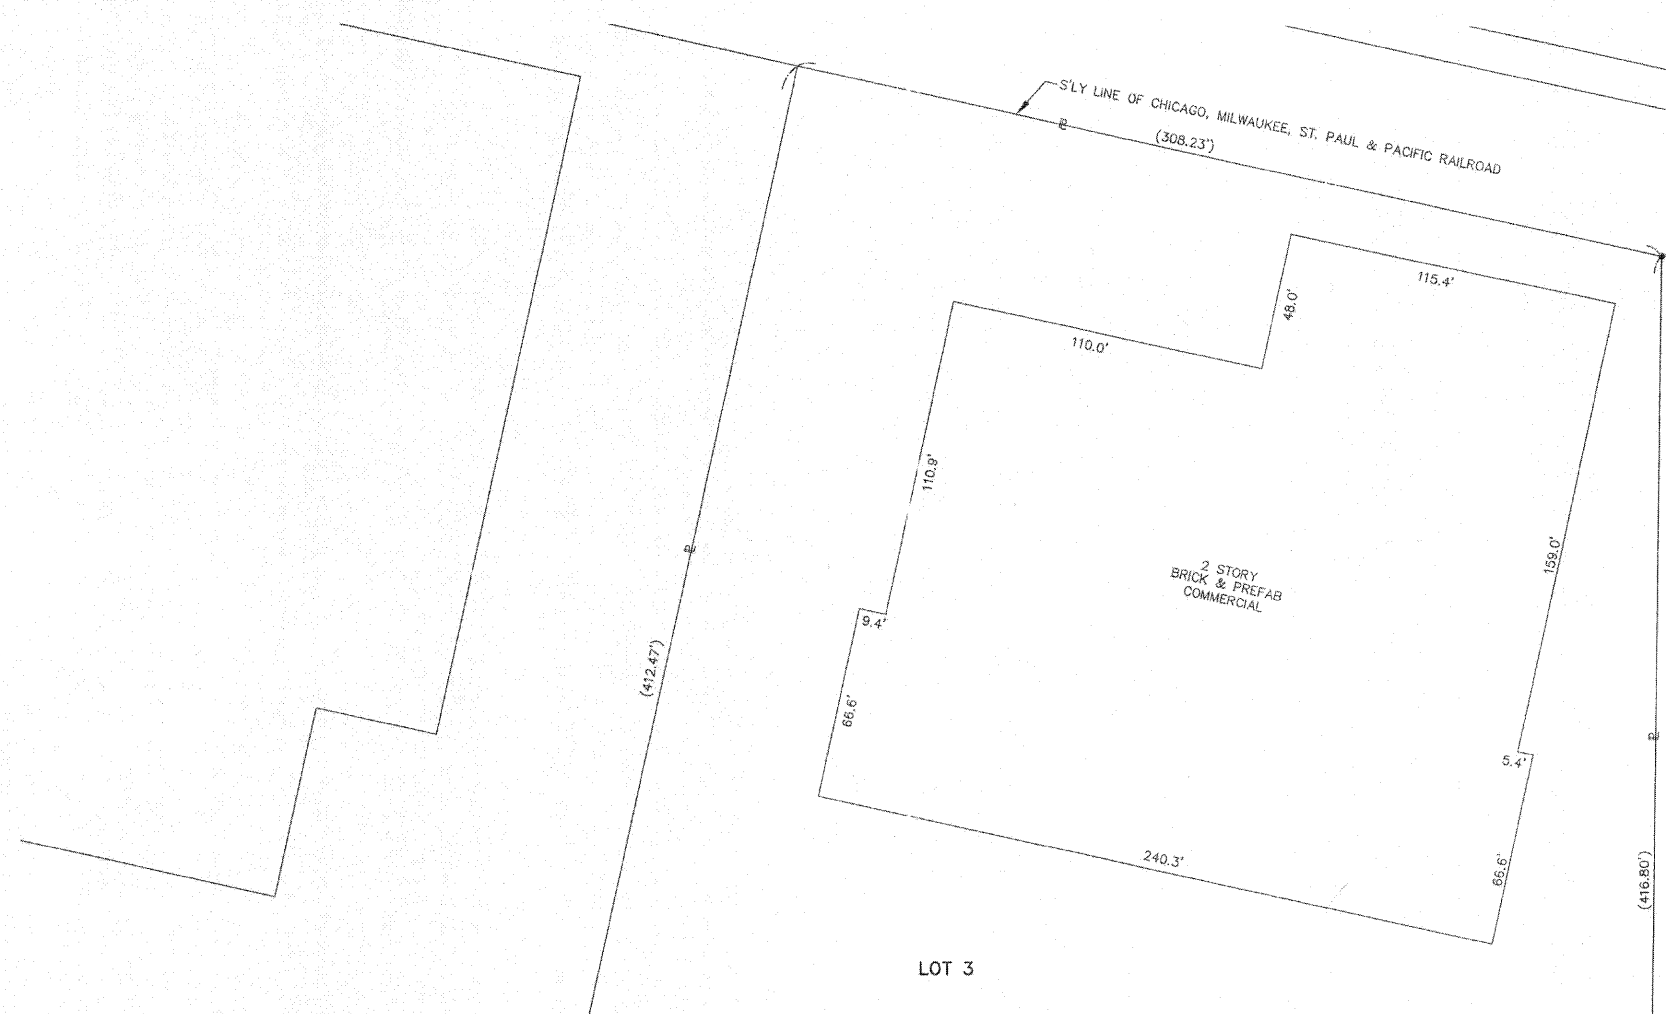 S'LY LINE OF CHICAGO, MILWAUKEE, ST. PAUL & PACIFIC RAILROAD
(308.23')
115.4'
48.0'
110.0'
110.9'
159.0'
2 STORY
BRICK & PREFAB
COMMERCIAL
9.4'
(412.47')
66.6'
5.4'
240.3'
66.6'
(416.80')
LOT 3